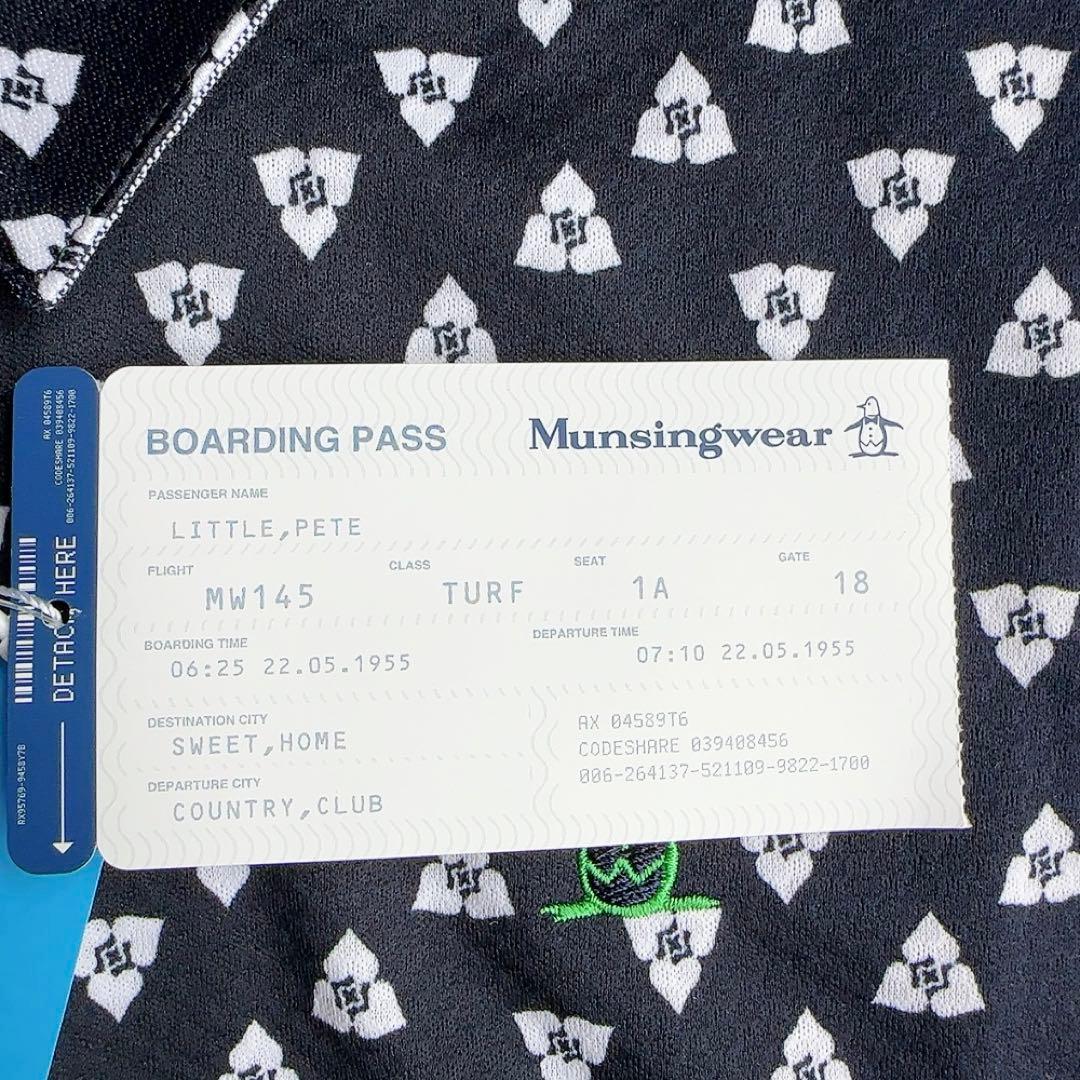 BOARDING PASS
Munsingwear
PASSENGER NAME
LITTLE,PETE
FLIGHT CLASS SEAT GATE
MW145 TURF 1A 18
BOARDING TIME DEPARTURE TIME
06:25 22.05.1955 07:10 22.05.1955
DESTINATION CITY
SWEET,HOME
DEPARTURE CITY
COUNTRY,CLUB
AX 04589T6
CODESHARE 039408456
006-264137-521109-9822-1700
AX 04589T6
CODESHARE 039408456
006-264137-521109-9822-1700
DETACH HERE
RX95769-9458Y7B